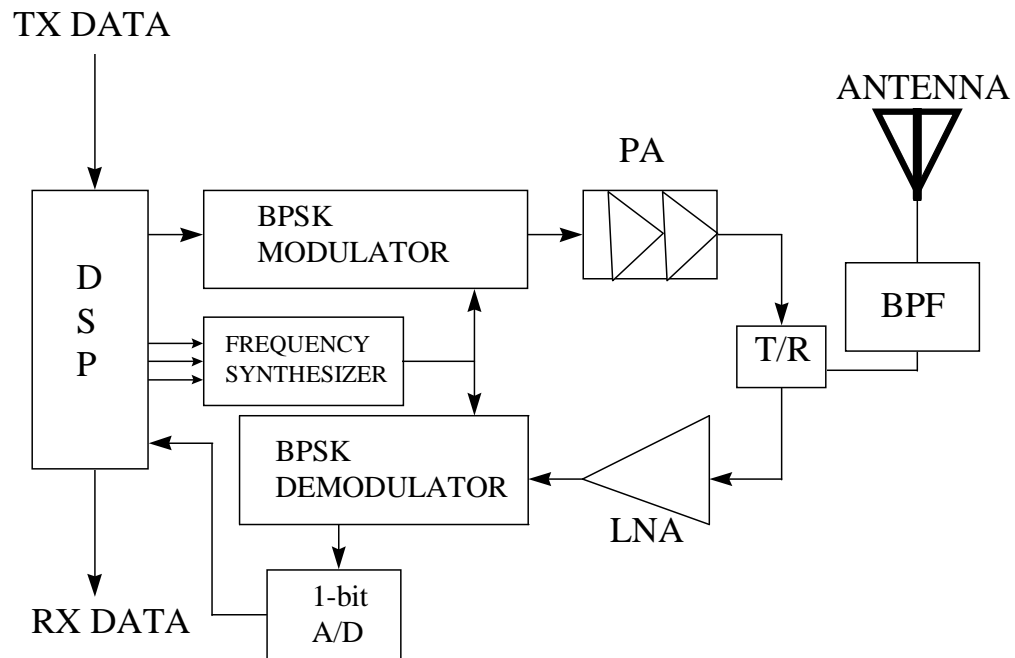 TX DATA
ANTENNA
PA
BPSK
MODULATOR
D
S
P
BPF
FREQUENCY
SYNTHESIZER
T/R
BPSK
DEMODULATOR
LNA
1-bit
A/D
RX DATA